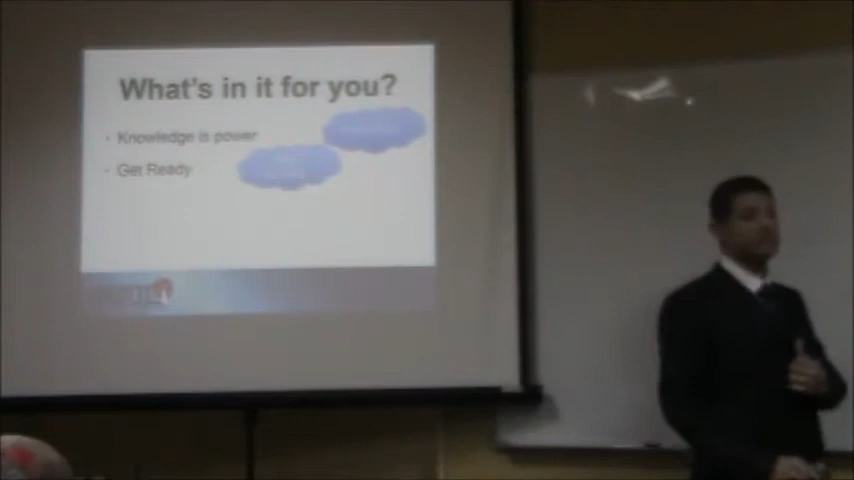 What's in it for you?
· Knowledge is power
· Get Ready